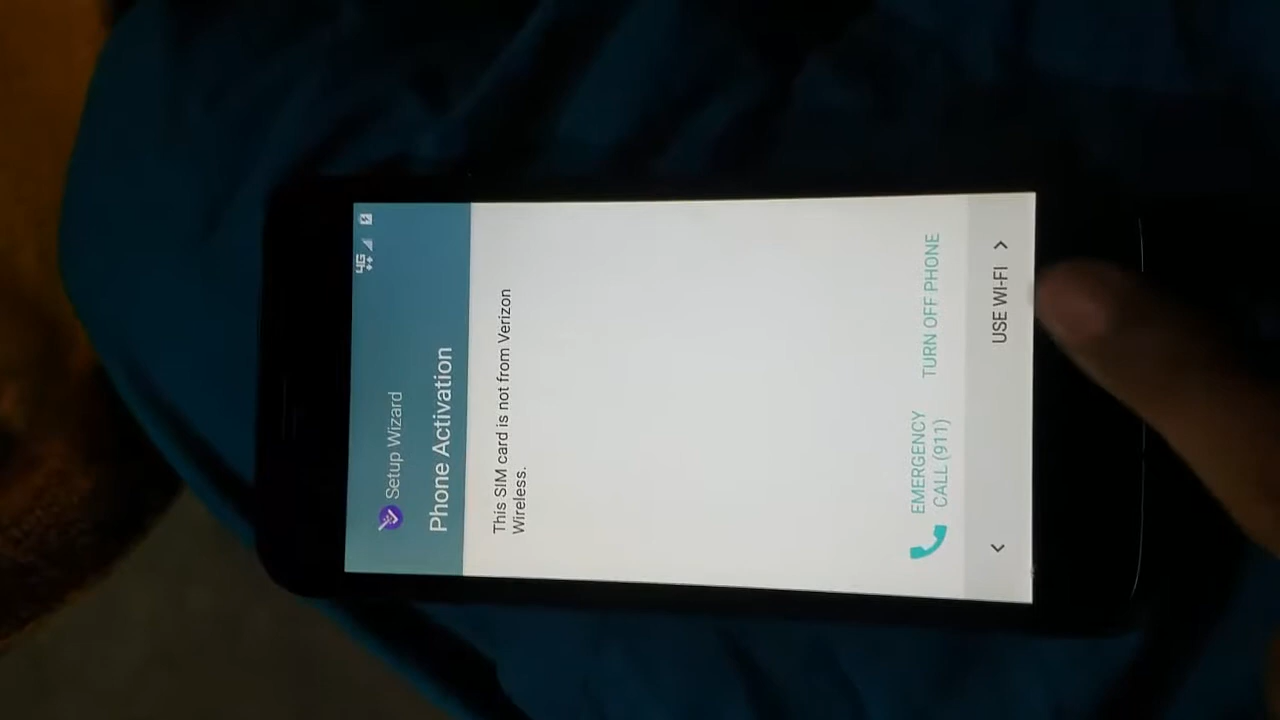 4G
Setup Wizard
Phone Activation
This SIM card is not from Verizon
Wireless.
EMERGENCY
CALL (911)
TURN OFF PHONE
USE WI-FI